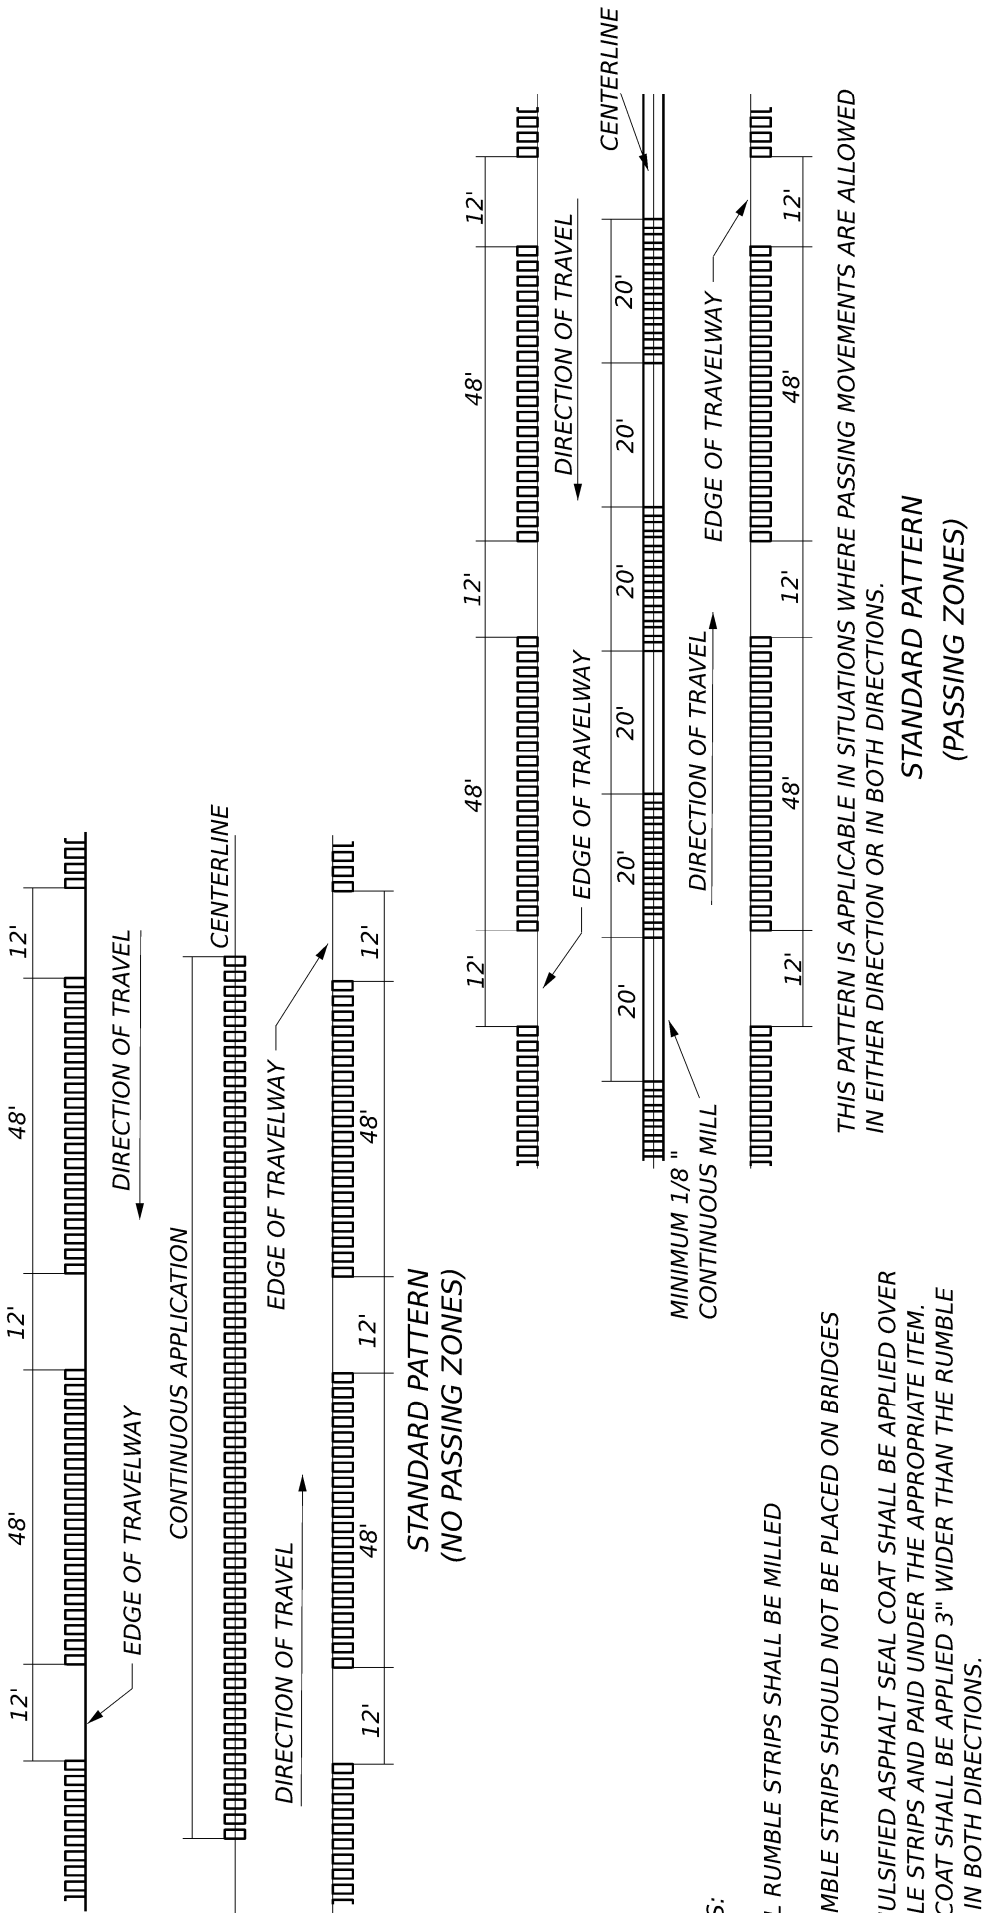 12'
48'
12'
48'
12'
EDGE OF TRAVELWAY
DIRECTION OF TRAVEL
CONTINUOUS APPLICATION
CENTERLINE
DIRECTION OF TRAVEL
EDGE OF TRAVELWAY
12'
48'
12'
48'
12'
STANDARD PATTERN
(NO PASSING ZONES)
12'
48'
12'
48'
12'
EDGE OF TRAVELWAY
DIRECTION OF TRAVEL
CENTERLINE
20'
20'
20'
20'
20'
20'
MINIMUM 1/8 "
CONTINUOUS MILL
DIRECTION OF TRAVEL
EDGE OF TRAVELWAY
12'
48'
12'
48'
12'
THIS PATTERN IS APPLICABLE IN SITUATIONS WHERE PASSING MOVEMENTS ARE ALLOWED
IN EITHER DIRECTION OR IN BOTH DIRECTIONS.
STANDARD PATTERN
(PASSING ZONES)
S:
L RUMBLE STRIPS SHALL BE MILLED
MBLE STRIPS SHOULD NOT BE PLACED ON BRIDGES
ULSIFIED ASPHALT SEAL COAT SHALL BE APPLIED OVER
LE STRIPS AND PAID UNDER THE APPROPRIATE ITEM.
COAT SHALL BE APPLIED 3" WIDER THAN THE RUMBLE
IN BOTH DIRECTIONS.